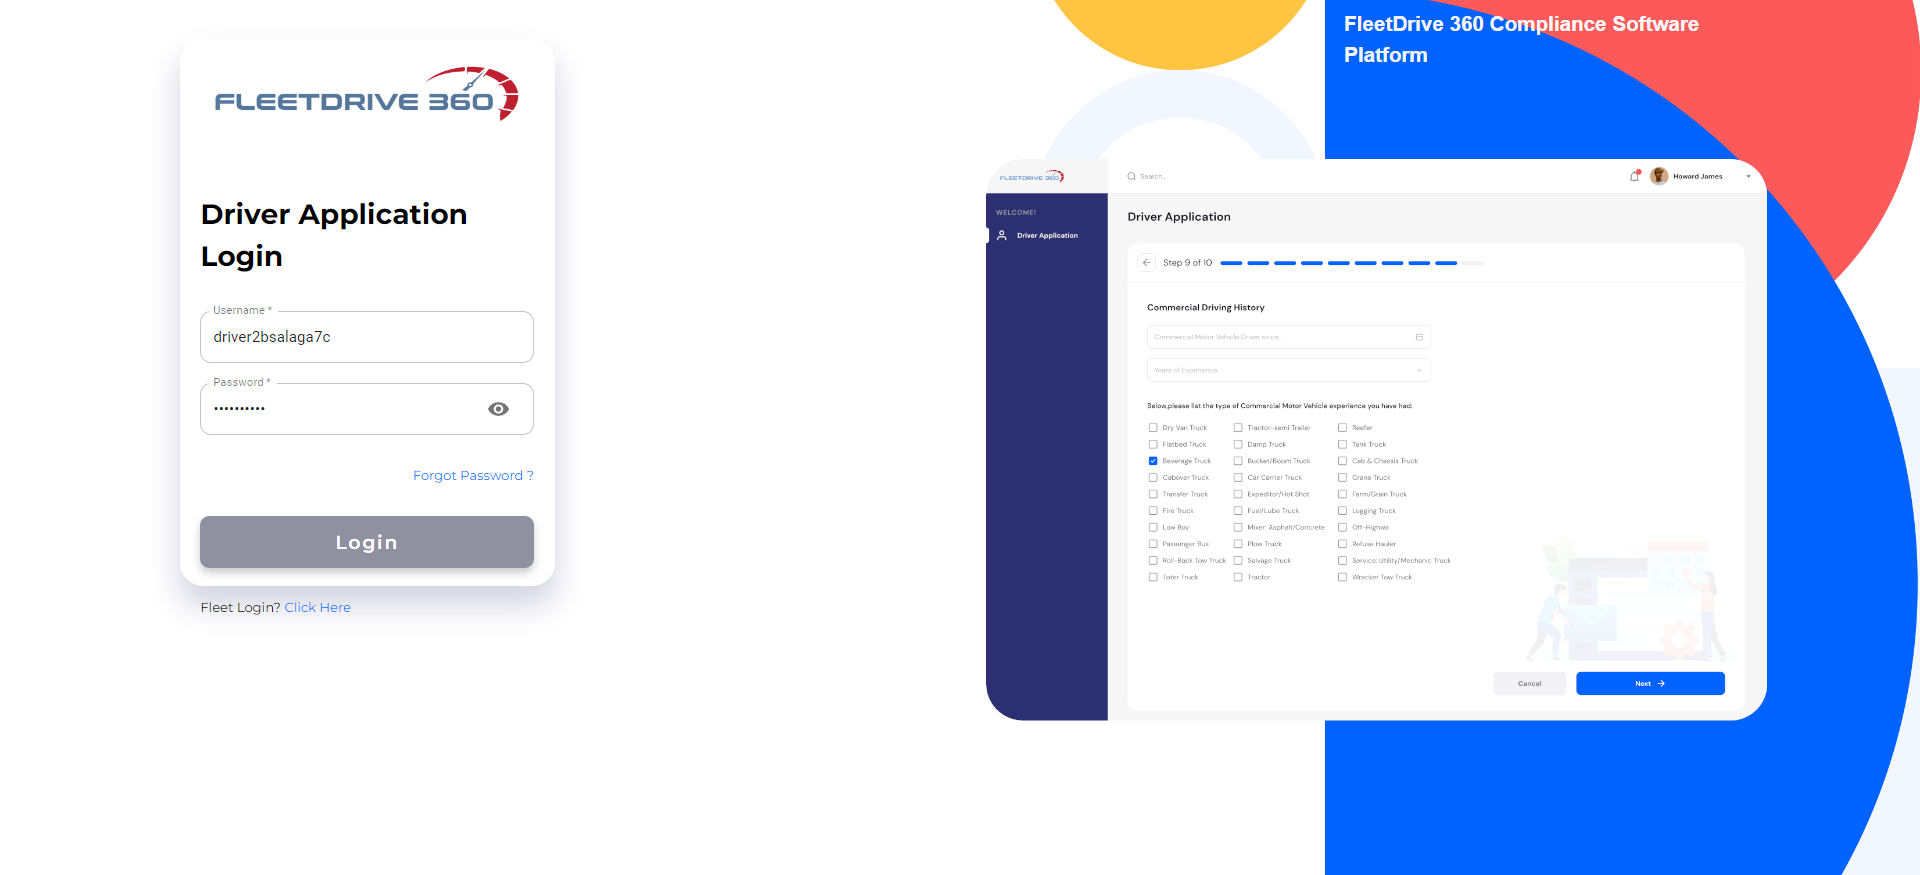 FLEETDRIVE 360
Driver Application
Login
Username *
driver2bsalaga7c
Password *
••••••••••
Forgot Password ?
Login
Fleet Login? Click Here
FleetDrive 360 Compliance Software
Platform
FLEETDRIVE 360
Search..
Howard James
WELCOME!
Driver Application
Driver Application
Step 9 of 10
Commercial Driving History
Commercial Motor Vehicle Driver since :
Years of Experience
Below,please list the type of Commercial Motor Vehicle experience you have had:
Dry Van Truck Tractor-semi Trailer Reefer
Flatbed Truck Damp Truck Tank Truck
Beverage Truck Bucket/Boom Truck Cab & Chassis Truck
Cabover Truck Car Carrier Truck Crane Truck
Transfer Truck Expeditor/Hot Shot Farm/Grain Truck
Fire Truck Fuel/Lube Truck Logging Truck
Low Boy Mixer: Asphalt/Concrete Off-Highwa
Passenger Bus Plow Truck Refuse Hauler
Roll-Back Tow Truck Salvage Truck Service: Utility/Mechanic Truck
Toter Truck Tractor Wrecker Tow Truck
Cancel Next